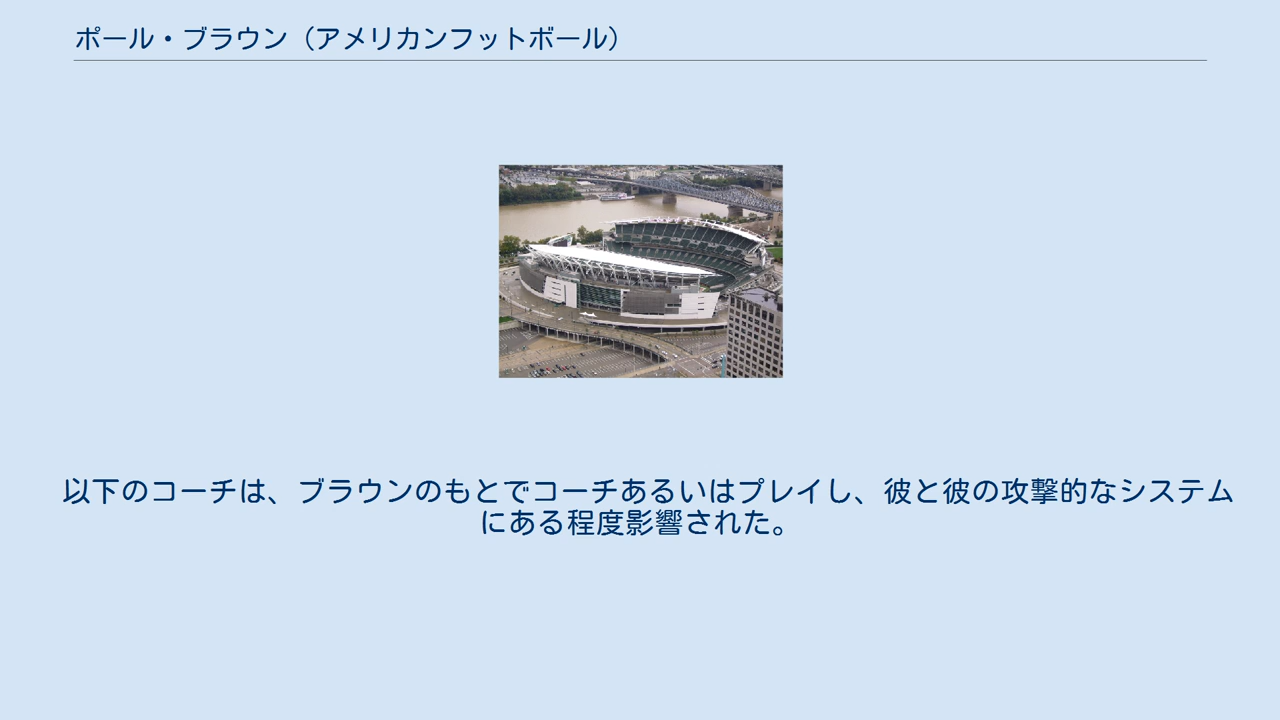 ポール・ブラウン（アメリカンフットボール）
以下のコーチは、ブラウンのもとでコーチあるいはプレイし、彼と彼の攻撃的なシステム
にある程度影響された。